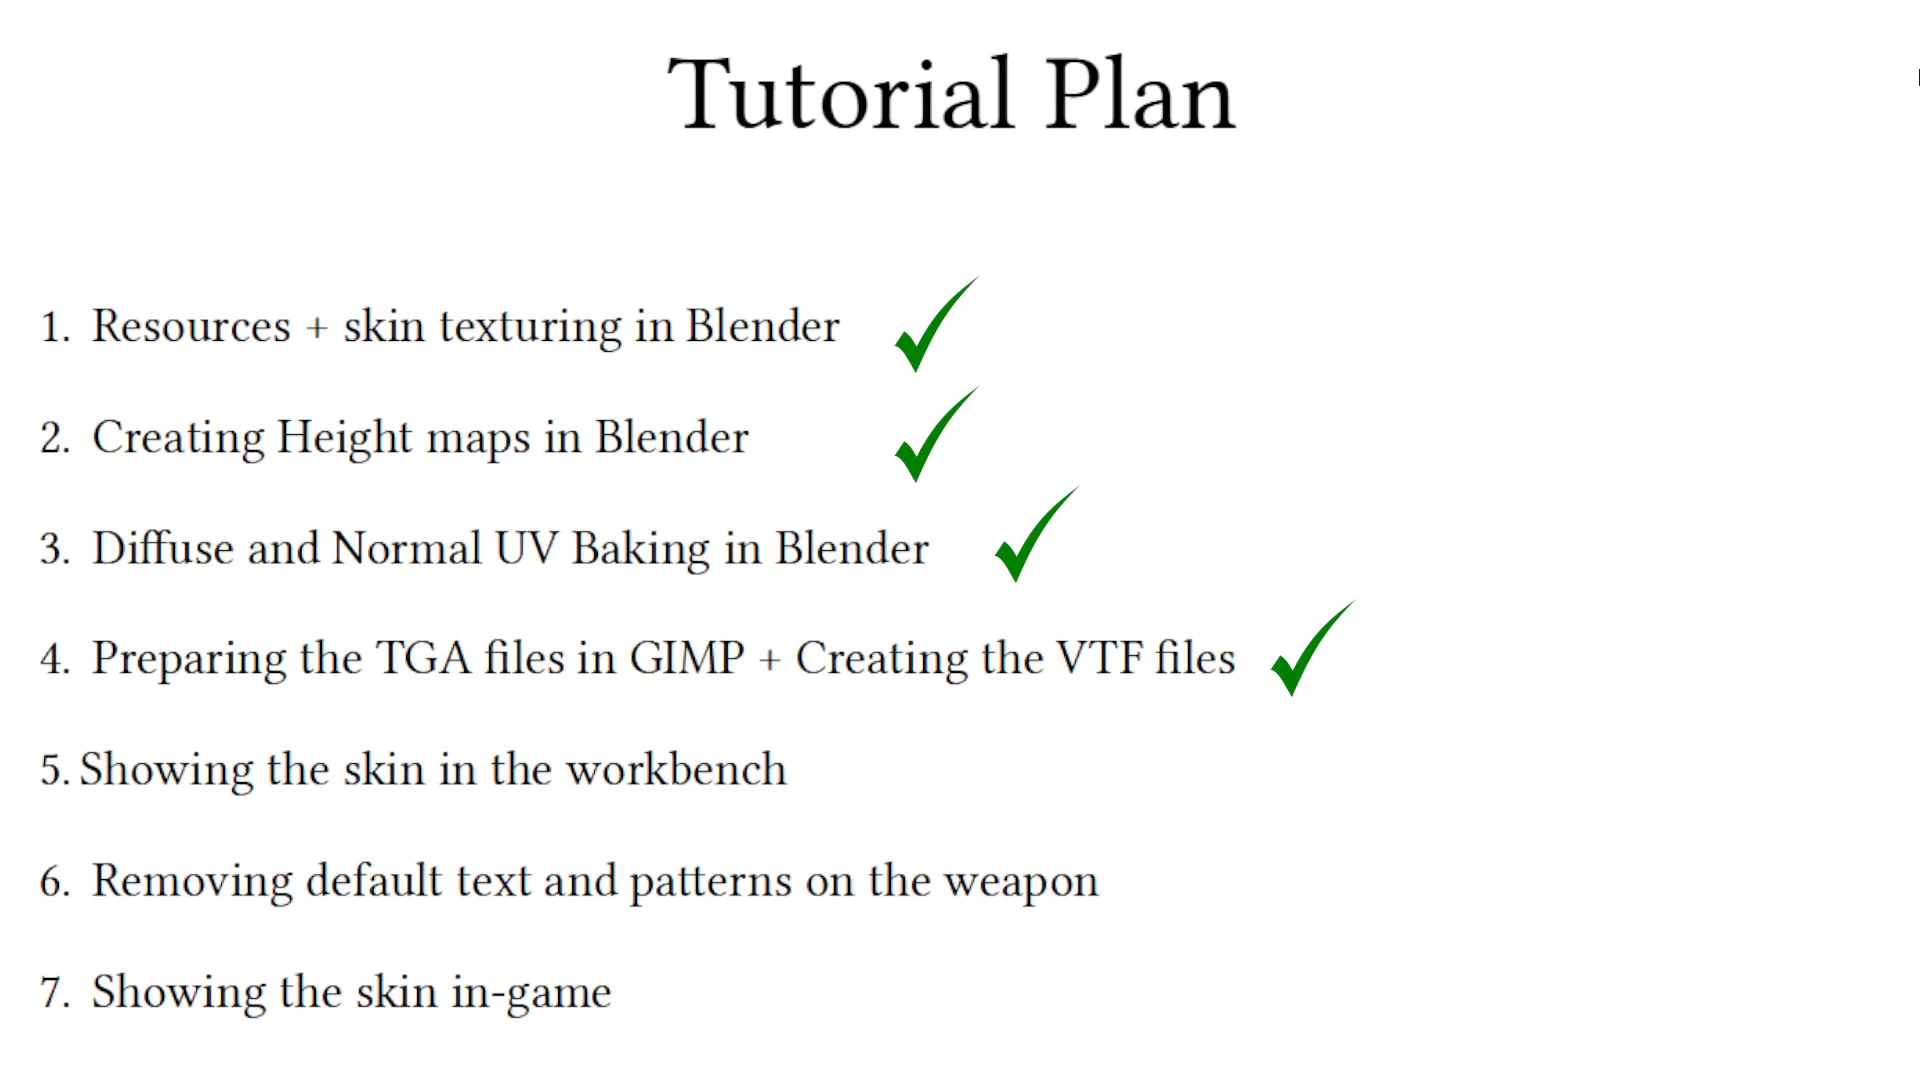 Tutorial Plan
1. Resources + skin texturing in Blender
2. Creating Height maps in Blender
3. Diffuse and Normal UV Baking in Blender
4. Preparing the TGA files in GIMP + Creating the VTF files
5. Showing the skin in the workbench
6. Removing default text and patterns on the weapon
7. Showing the skin in-game